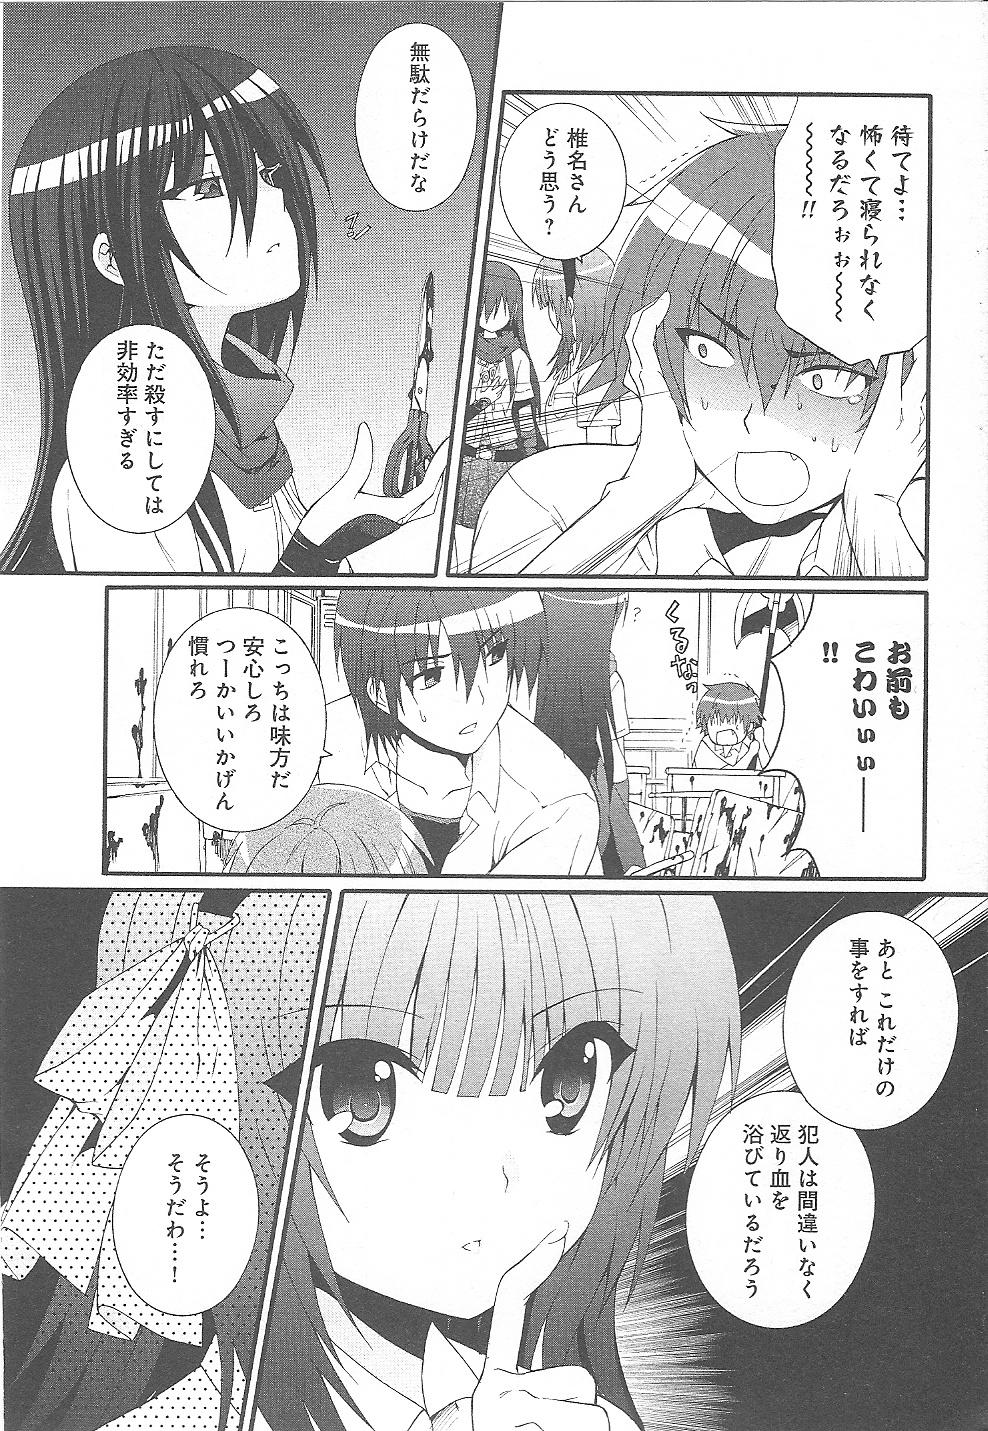 待てよ…
怖くて寝られなく
なるだろぉぉ〜〜〜〜〜〜!!
椎名さん
どう思う?
無駄だらけだな
ただ殺すにしては
非効率すぎる
お前も
こわいぃぃ――
!!
くるなっ
?
こっちは味方だ
安心しろ
つーかいいかげん
慣れろ
あと これだけの
事をすれば
犯人は間違いなく
返り血を
浴びているだろう
そうよ…
そうだわ…!